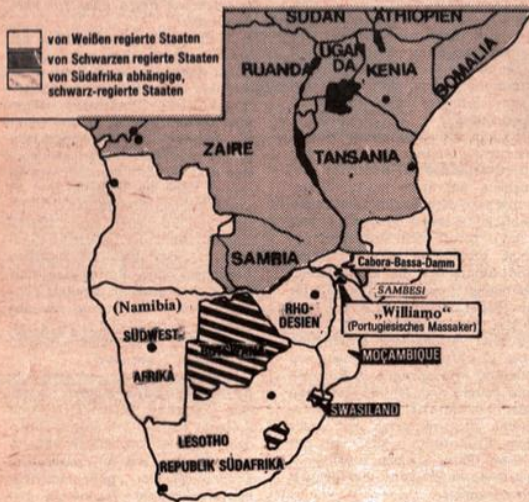 von Weißen regierte Staaten
von Schwarzen regierte Staaten
von Südafrika abhängige,
schwarz-regierte Staaten
SUDAN
ÄTHIOPIEN
UGAN
DA
RUANDA
KENIA
SOMALIA
ZAIRE
TANSANIA
SAMRIA
Cabora-Bassa-Damm
SAMBESI
(Namibia)
SÜDWEST-
AFRIKA
RHO-
DESIEN
„Williamo“
(Portugiesisches Massaker)
MOÇAMBIQUE
SWASILAND
LESOTHO
REPUBLIK SÜDAFRIKA